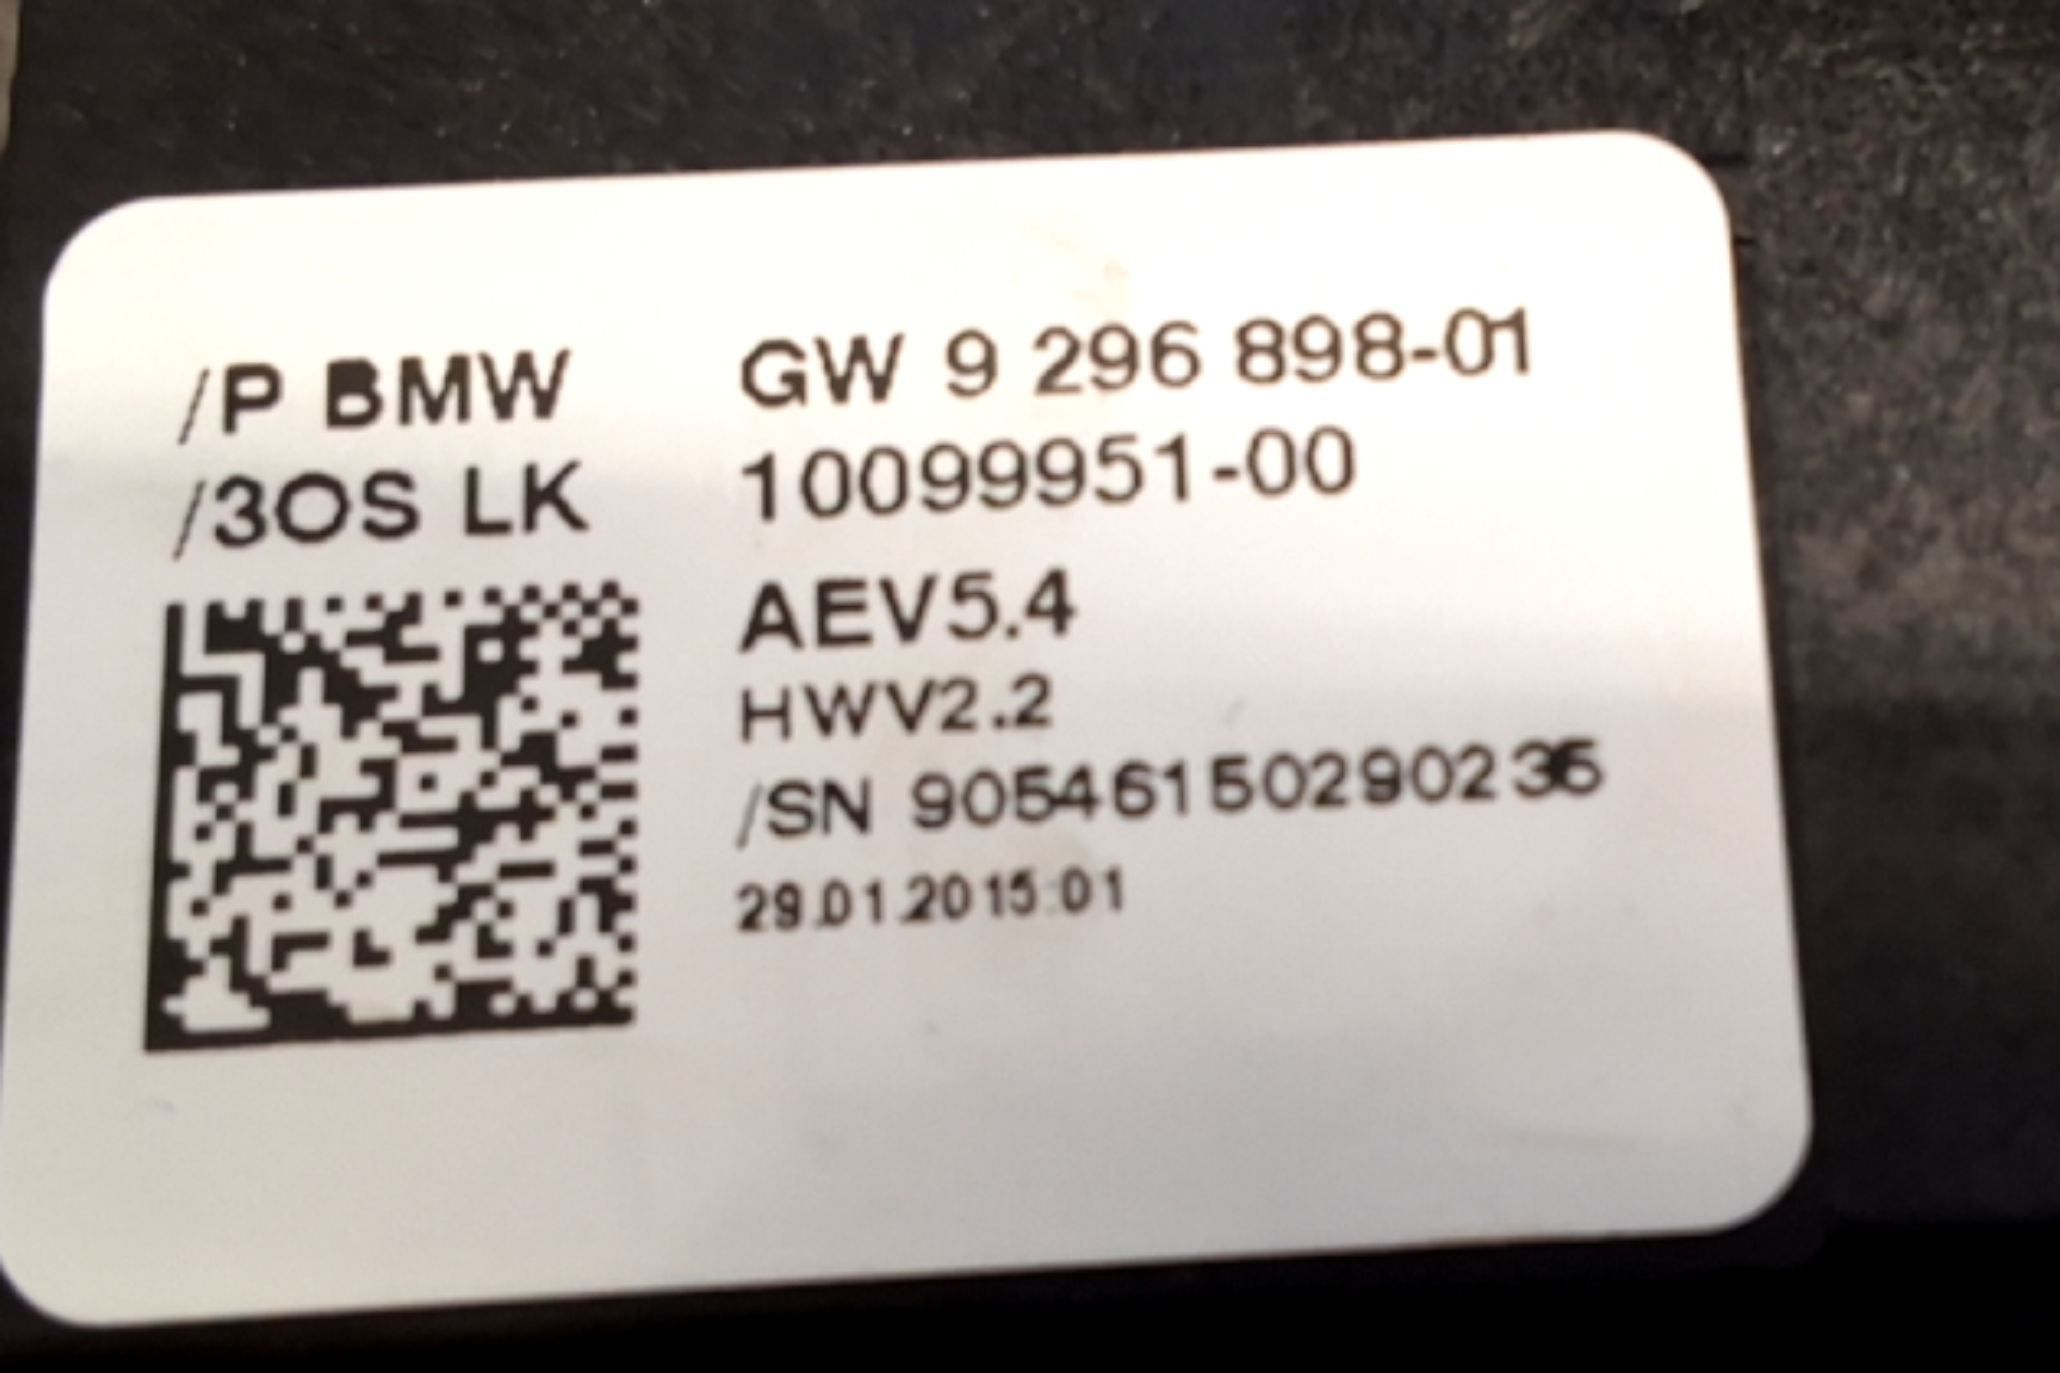 /P BMW GW 9 296 898-01
/3OS LK 10099951-00
AEV5.4
HWV2.2
/SN 90546150290236
29.01.2015:01